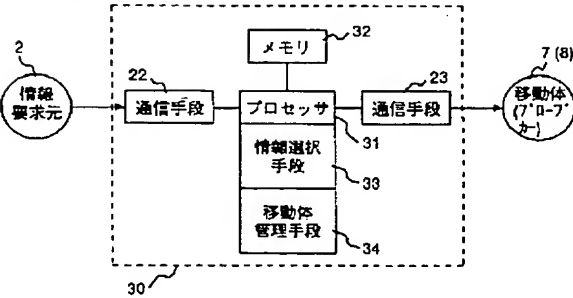 メモリ
32
2
情報
要求元
22
通信手段
プロセッサ
31
23
通信手段
7 (8)
移動体
(プローブ
カー)
情報選択
手段
33
移動体
管理手段
34
30